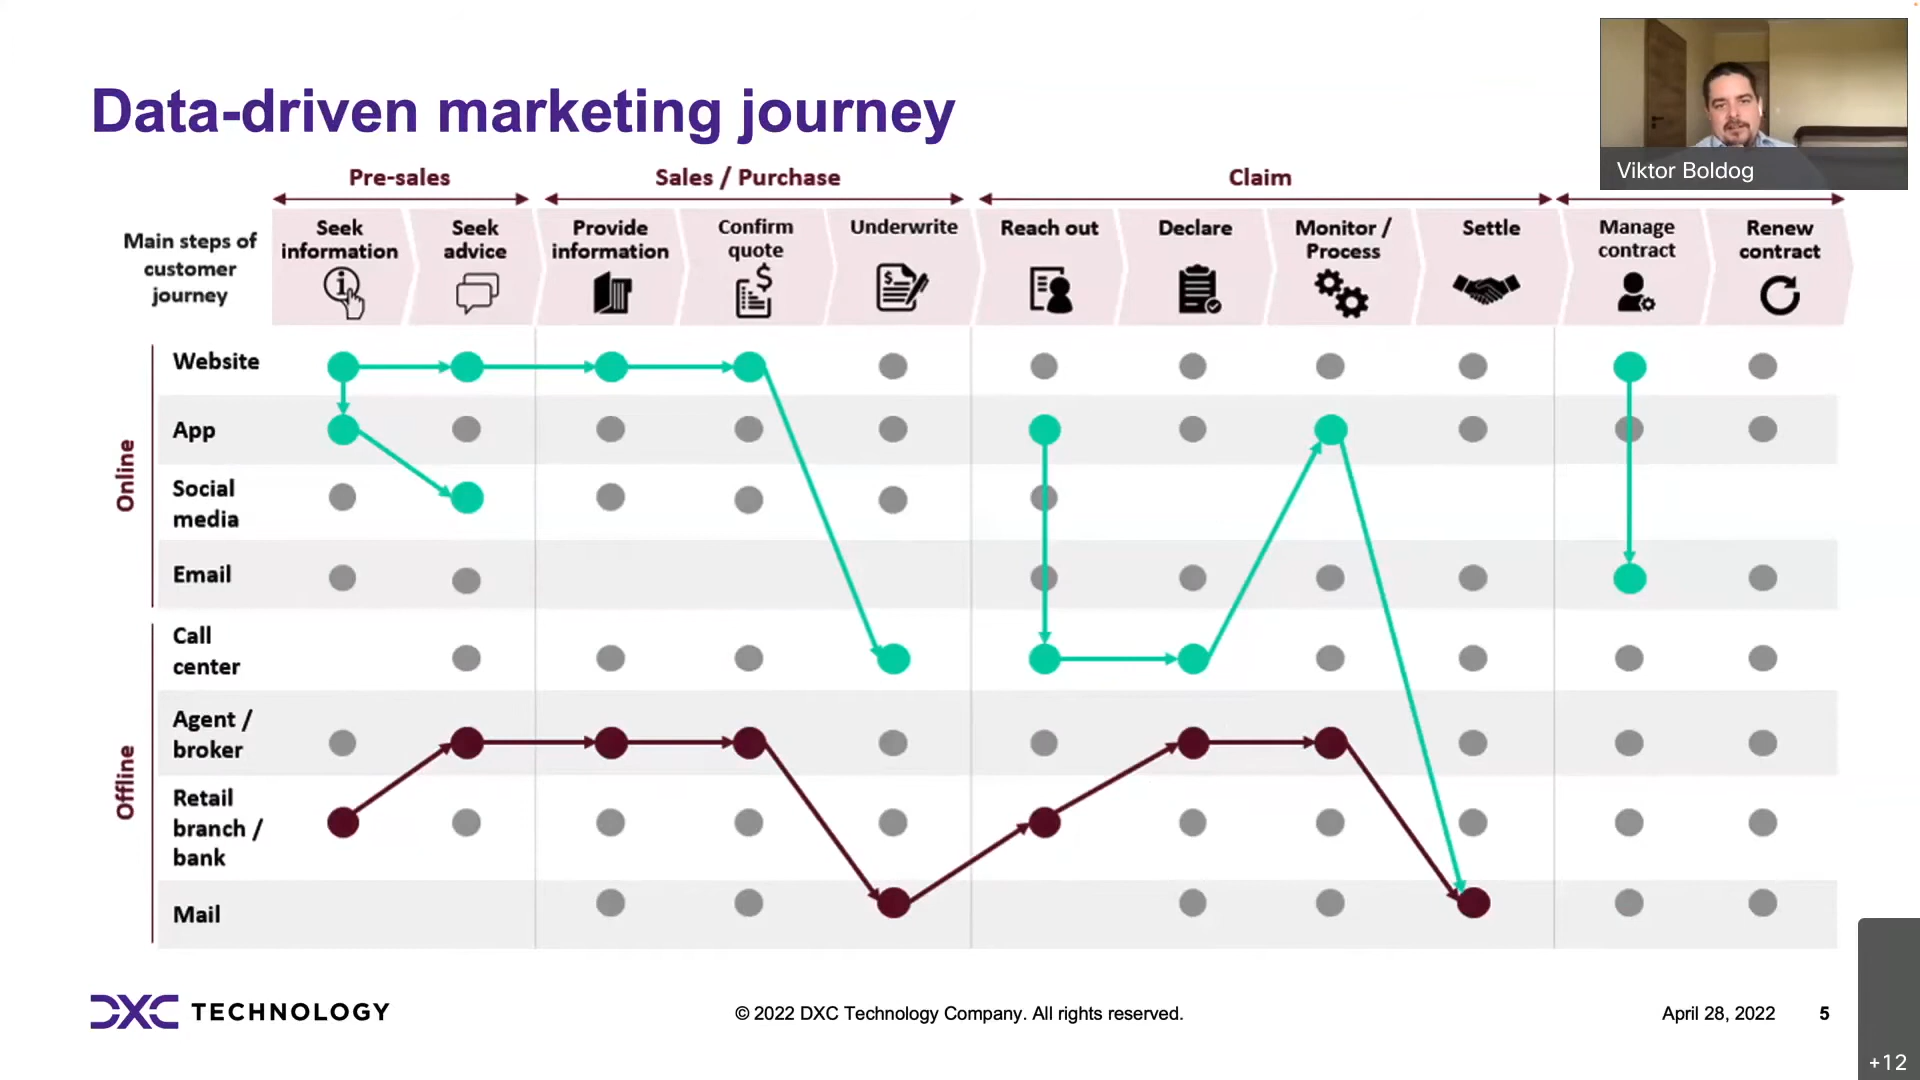 Data-driven marketing journey
Viktor Boldog
Pre-sales
Sales / Purchase
Claim
Main steps of
customer
journey
Seek
information
Seek
advice
Provide
information
Confirm
quote
Underwrite
Reach out
Declare
Monitor /
Process
Settle
Manage
contract
Renew
contract
Online
Website
App
Social
media
Email
Offline
Call
center
Agent /
broker
Retail
branch /
bank
Mail
DXC TECHNOLOGY
© 2022 DXC Technology Company. All rights reserved.
April 28, 2022
5
+12